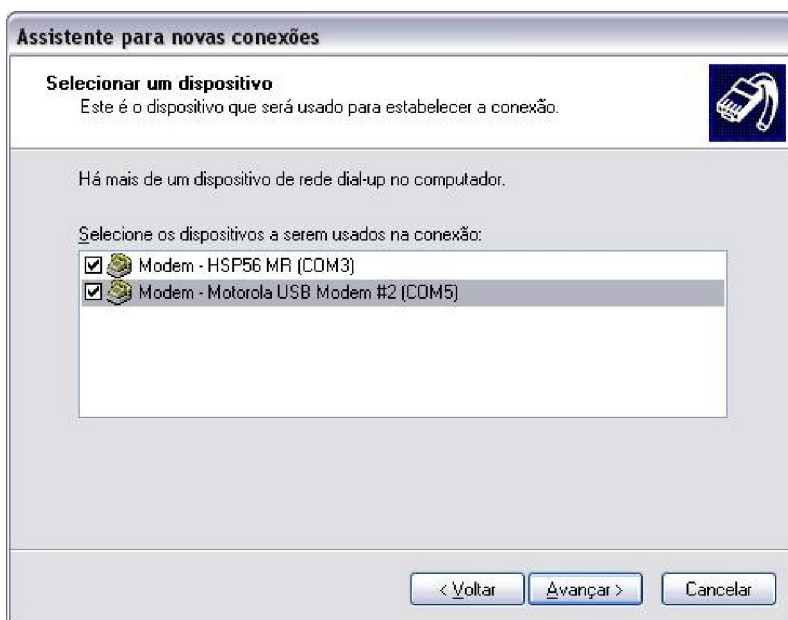 Assistente para novas conexões
Selecionar um dispositivo
Este é o dispositivo que será usado para estabelecer a conexão.
Há mais de um dispositivo de rede dial-up no computador.
Selecione os dispositivos a serem usados na conexão:
Modem - HSP56 MR (COM3)
Modem - Motorola USB Modem #2 (COM5)
< Voltar Avançar > Cancelar